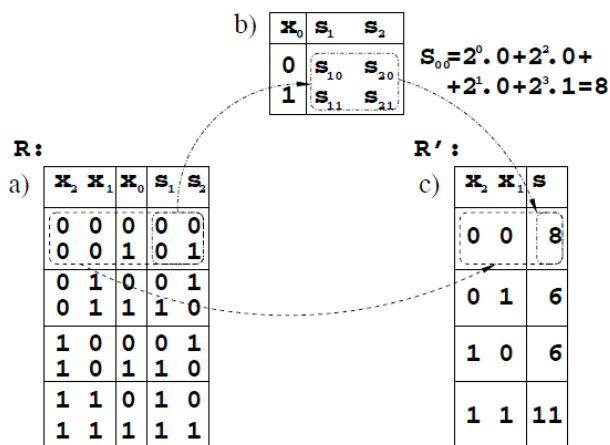 b)
x₀ s₁ s₂
0 s₁₀ s₂₀
1 s₁₁ s₂₁
S₀₀=2⁰.0+2².0+
+2¹.0+2³.1=8
R:
a)
x₂ x₁ x₀ s₁ s₂
0 0 0 0 0
0 0 1 0 1
0 1 0 0 1
0 1 1 1 0
1 0 0 0 1
1 0 1 1 0
1 1 0 1 0
1 1 1 1 1
R':
c)
x₂ x₁ s
0 0 8
0 1 6
1 0 6
1 1 11